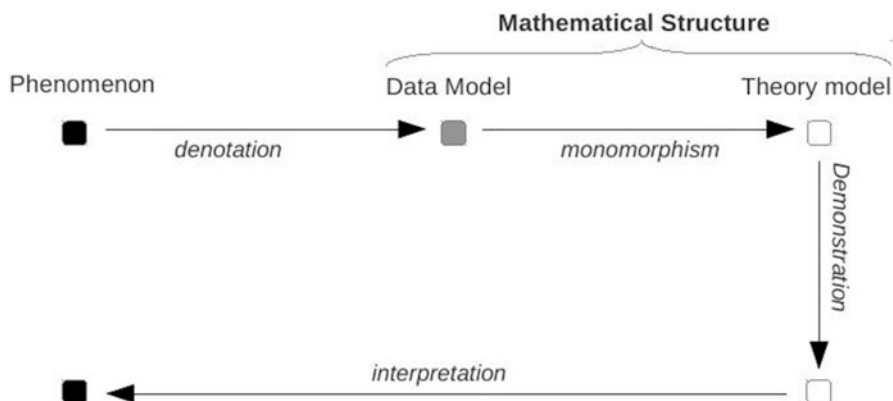 Mathematical Structure
Phenomenon
Data Model
Theory model
denotation
monomorphism
Demonstration
interpretation